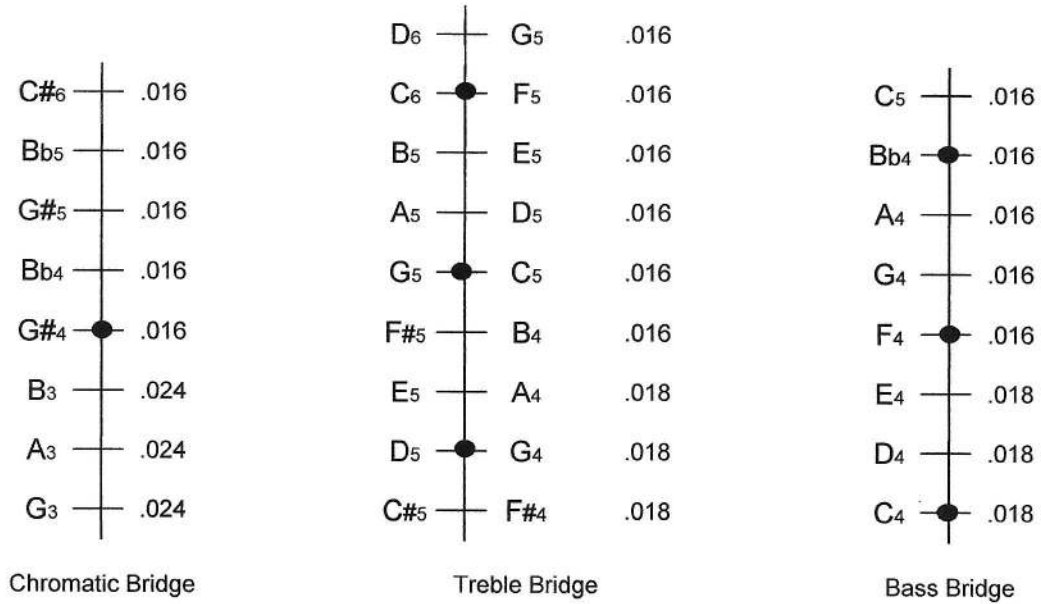 C#6 .016
Bb5 .016
G#5 .016
Bb4 .016
G#4 .016
B3 .024
A3 .024
G3 .024
Chromatic Bridge
D6 G5 .016
C6 F5 .016
B5 E5 .016
A5 D5 .016
G5 C5 .016
F#5 B4 .016
E5 A4 .018
D5 G4 .018
C#5 F#4 .018
Treble Bridge
C5 .016
Bb4 .016
A4 .016
G4 .016
F4 .016
E4 .018
D4 .018
C4 .018
Bass Bridge